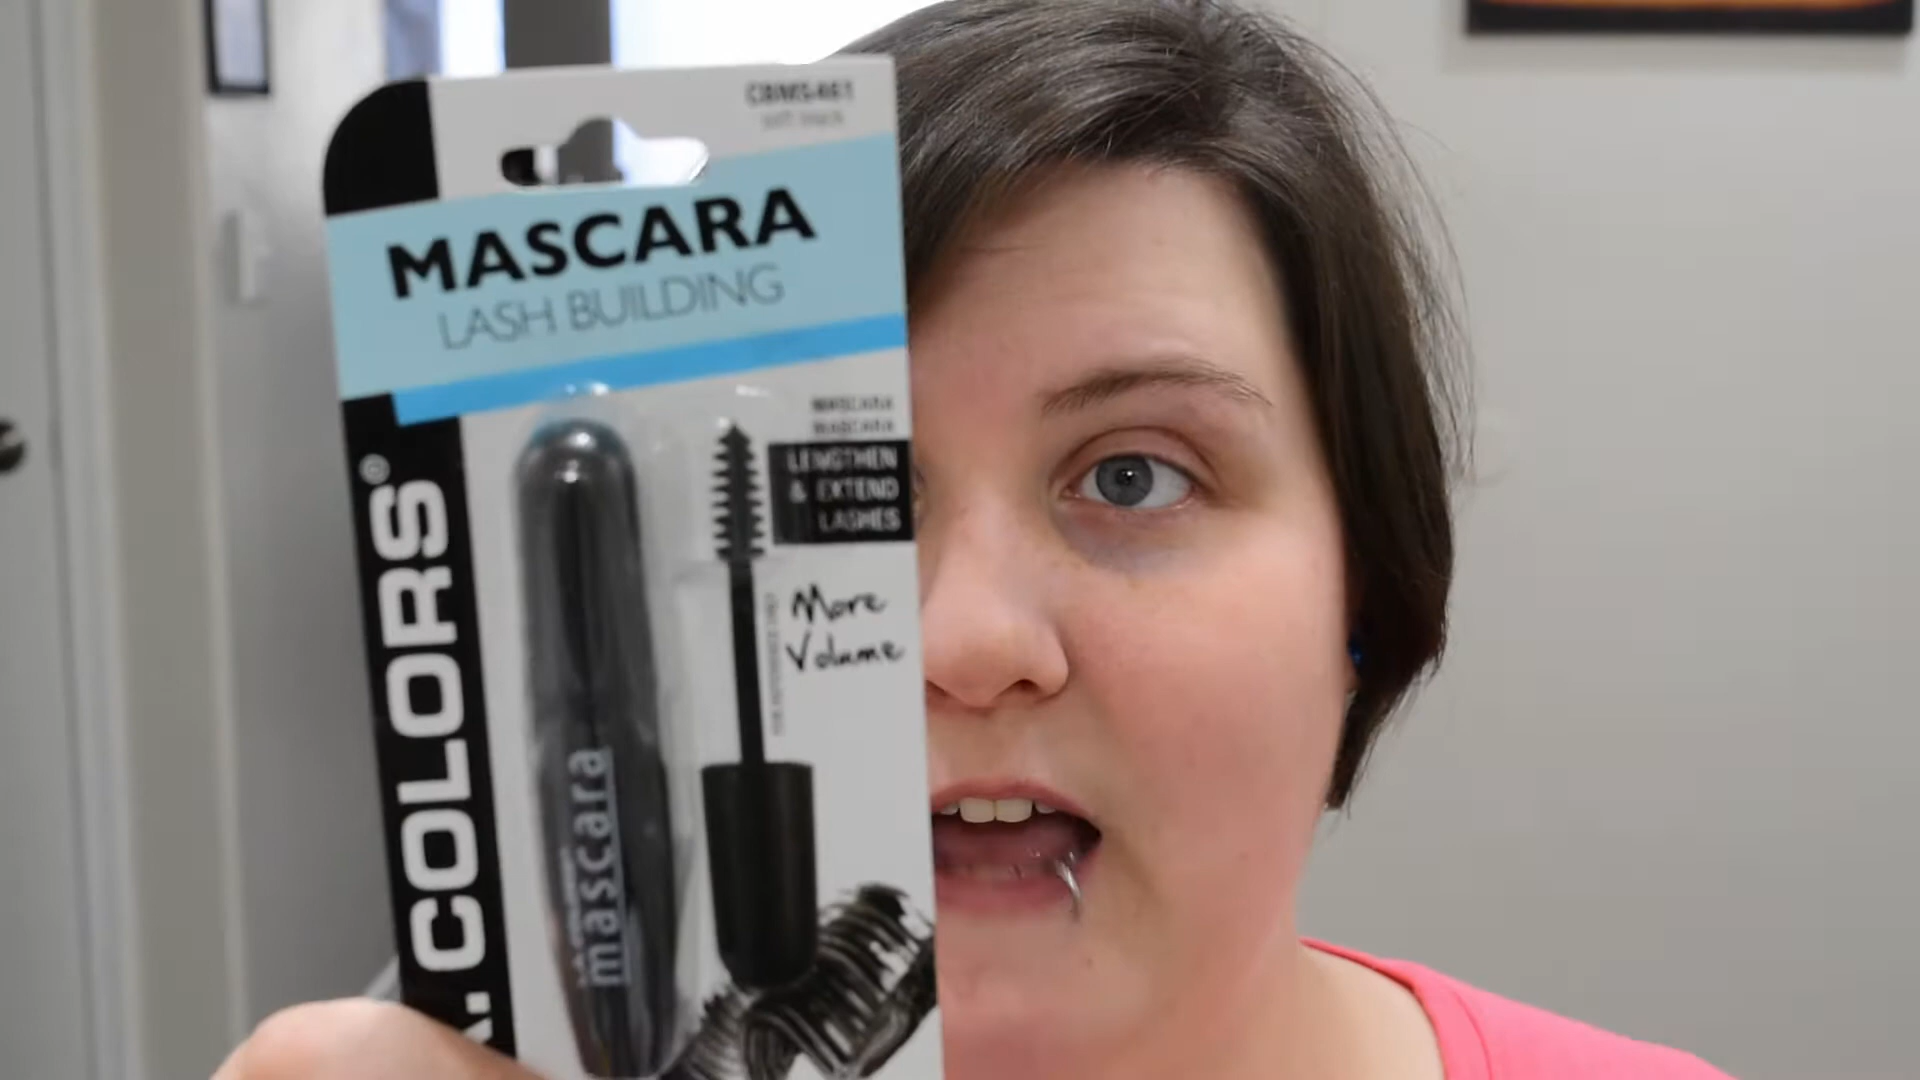 CBMS461
soft black
MASCARA
LASH BUILDING
MASCARA
MASCARA
LENGTHEN
& EXTEND
LASHES
More
Volume
COLORS®
mascara